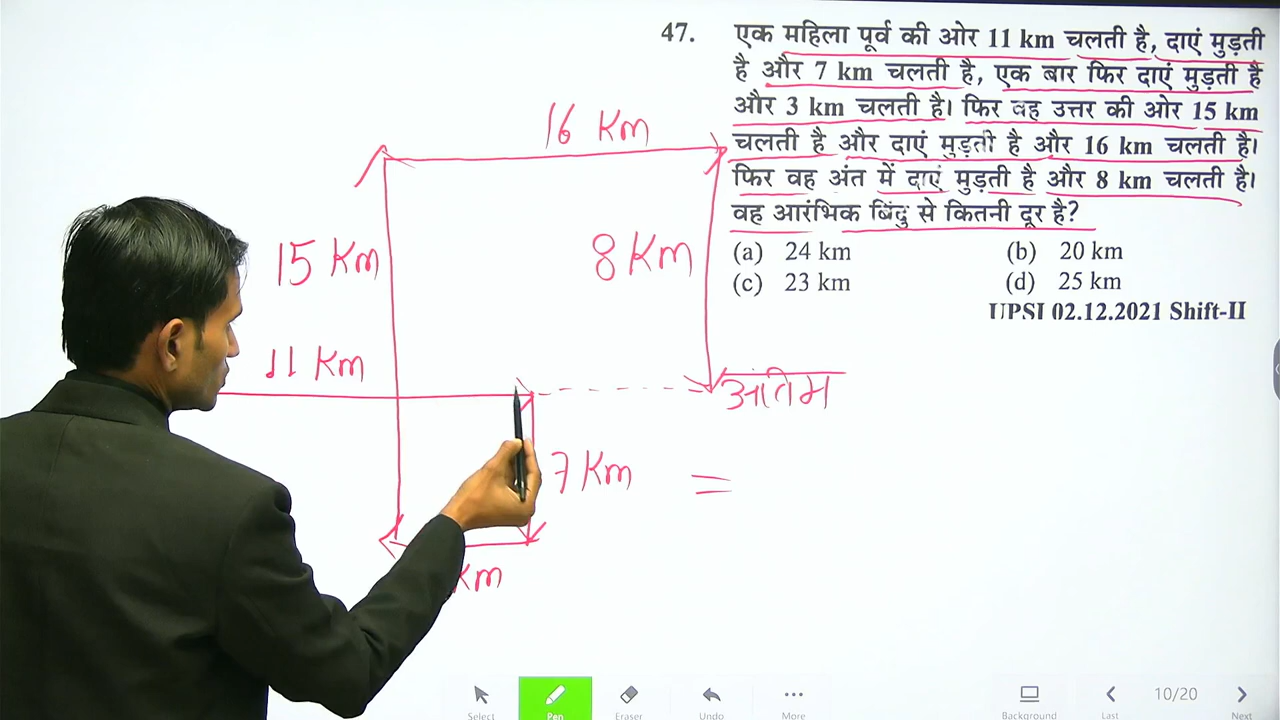 47. एक महिला पूर्व की ओर 11 km चलती है, दाएं मुड़ती
है और 7 km चलती है, एक बार फिर दाएं मुड़ती है
और 3 km चलती है। फिर वह उत्तर की ओर 15 km
चलती है और दाएं मुड़ती है और 16 km चलती है।
फिर वह अंत में दाएं मुड़ती है और 8 km चलती है।
वह आरंभिक बिंदु से कितनी दूर है?
(a) 24 km (b) 20 km
(c) 23 km (d) 25 km
UPSI 02.12.2021 Shift-II
16 Km
15 Km
8 Km
11 Km
अंतिम
7 Km =
Km
Select Pen Eraser Undo More Background Last 10/20 Next